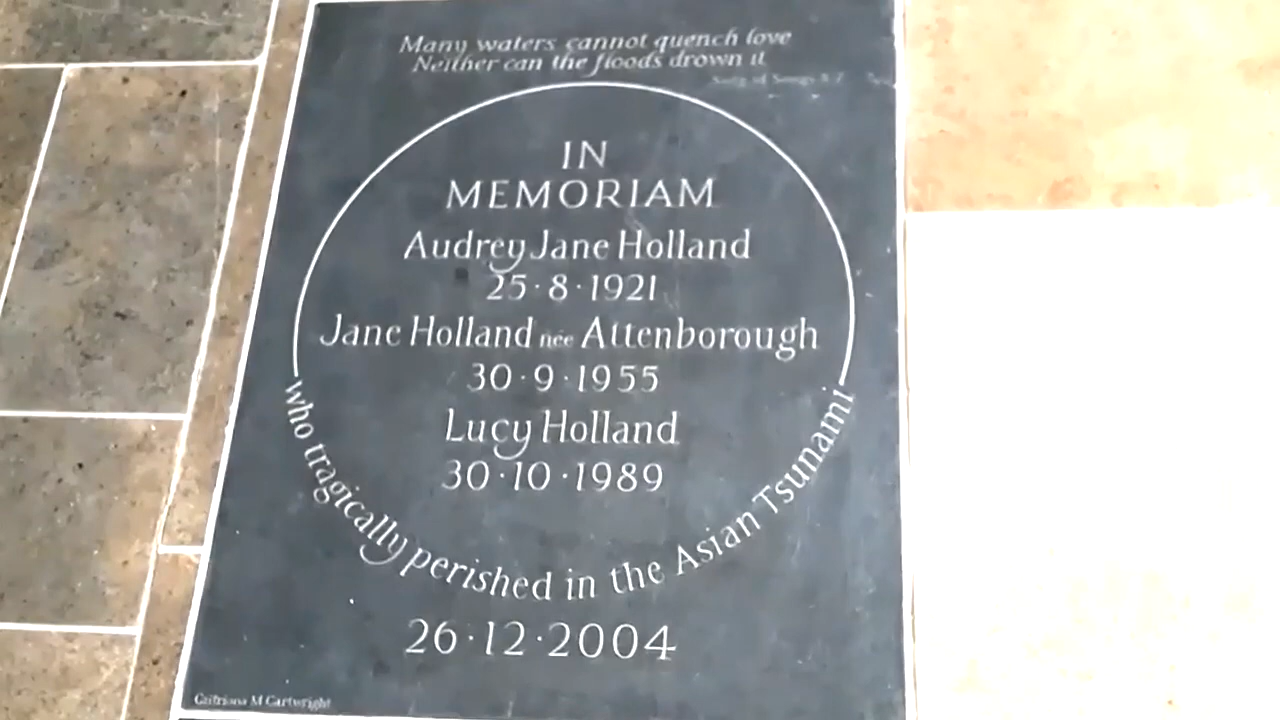 Many waters cannot quench love
Neither can the floods drown it
Song of Songs 8 7
IN
MEMORIAM
Audrey Jane Holland
25·8·1921
Jane Holland née Attenborough
30·9·1955
Lucy Holland
30·10·1989
who tragically perished in the Asian Tsunami
26·12·2004
Caitriona M Cartwright